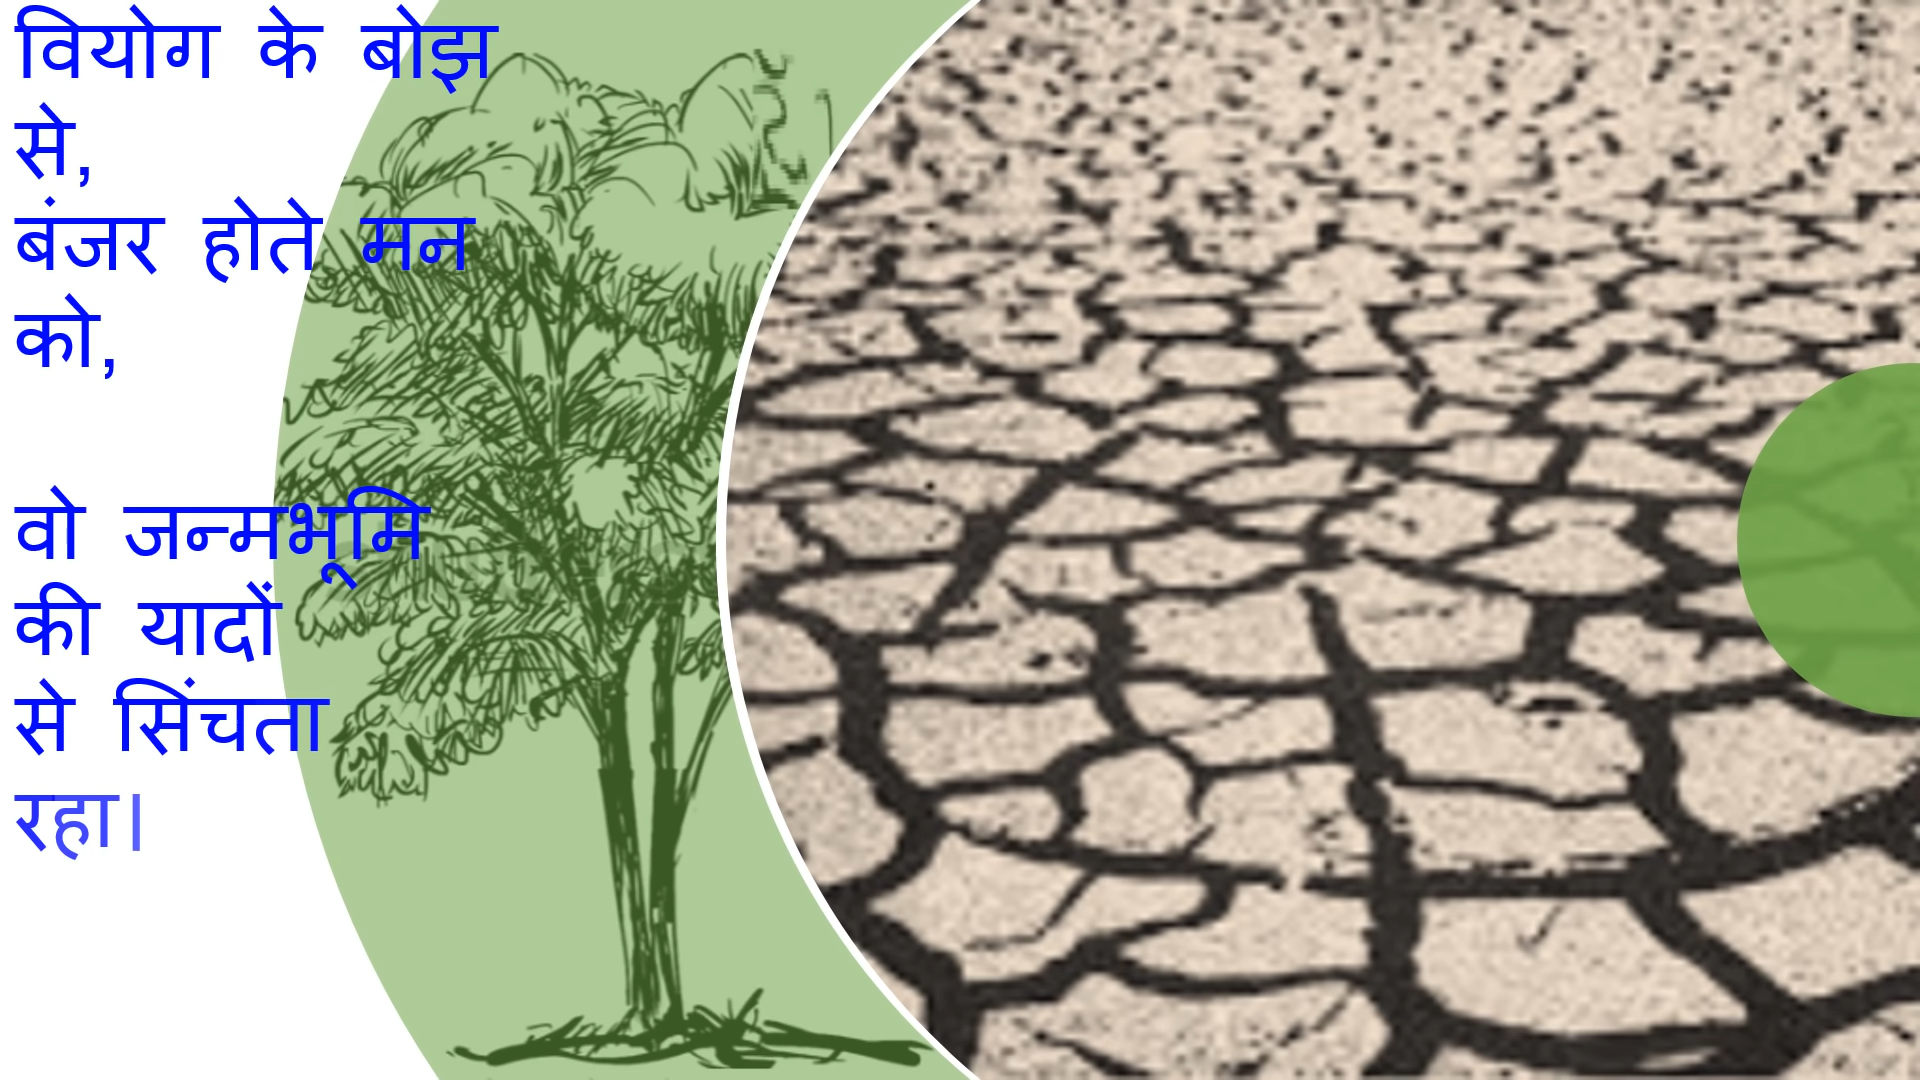 वियोग के बोझ
से,
बंजर होते मन
को,
वो जन्मभूमि
की यादों
से सिंचता
रहा।